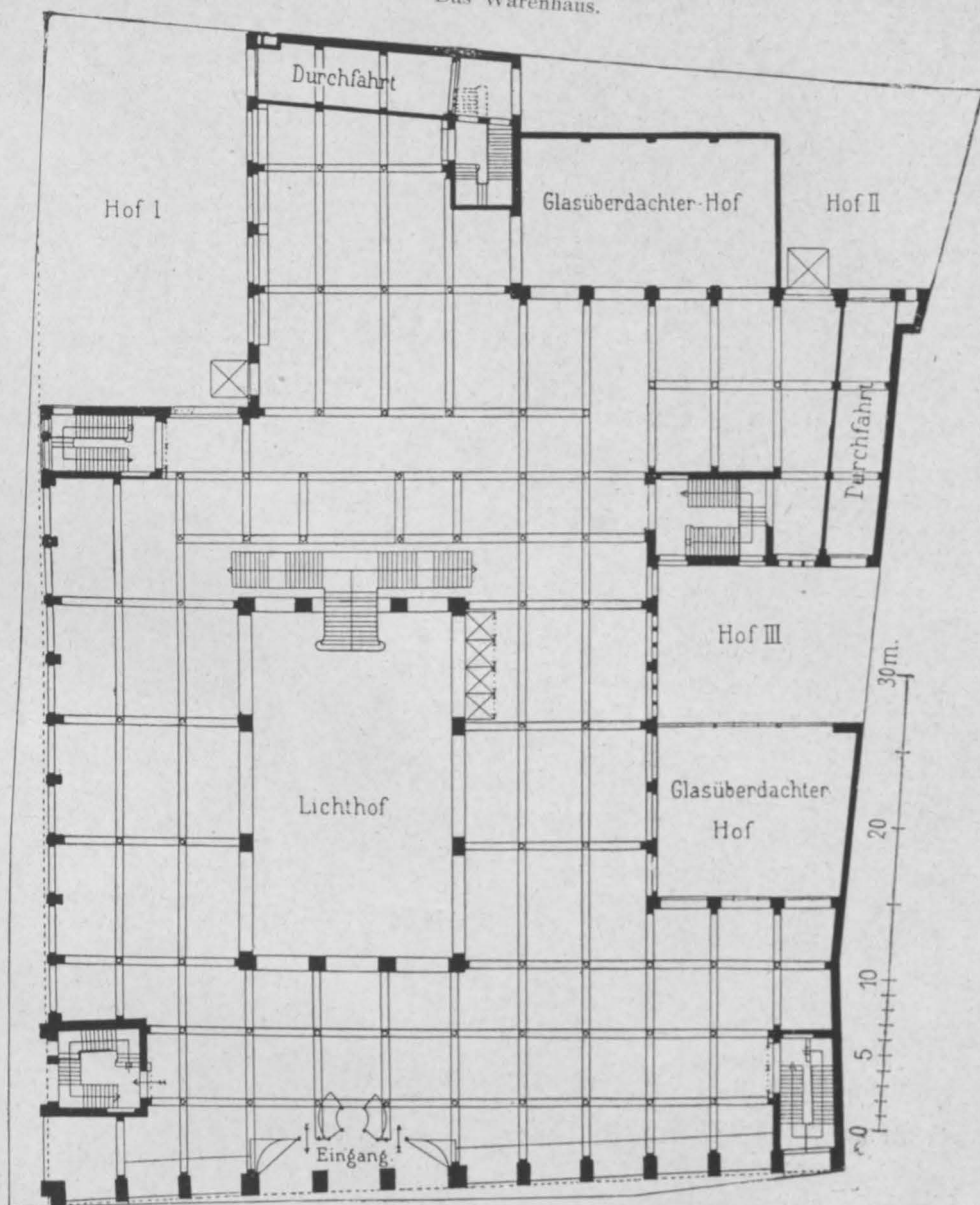 Das Warenhaus.
Durchfahrt
Hof I
Glasüberdachter-Hof
Hof II
Durchfahrt
Hof III
30m.
Lichthof
Glasüberdachter
Hof
20
10
5
0
Eingang.